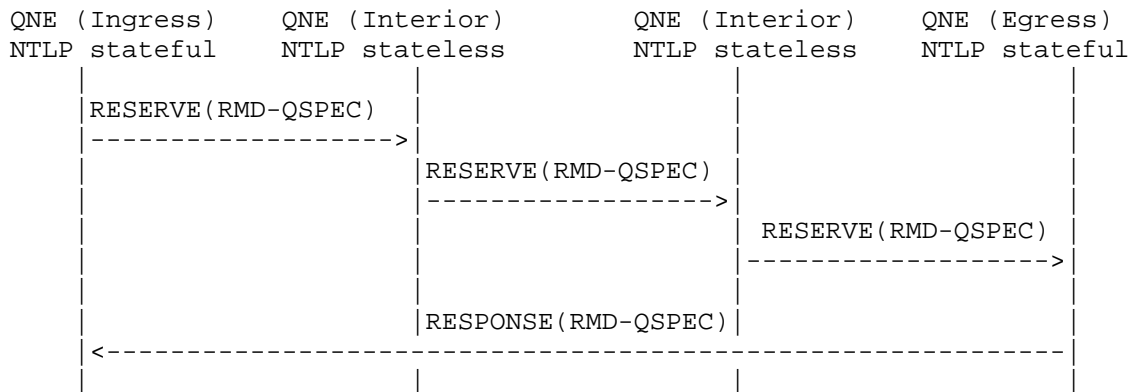 QNE (Ingress) QNE (Interior) QNE (Interior) QNE (Egress)
NTLP stateful NTLP stateless NTLP stateless NTLP stateful
RESERVE(RMD-QSPEC)
RESERVE(RMD-QSPEC)
RESERVE(RMD-QSPEC)
RESPONSE(RMD-QSPEC)